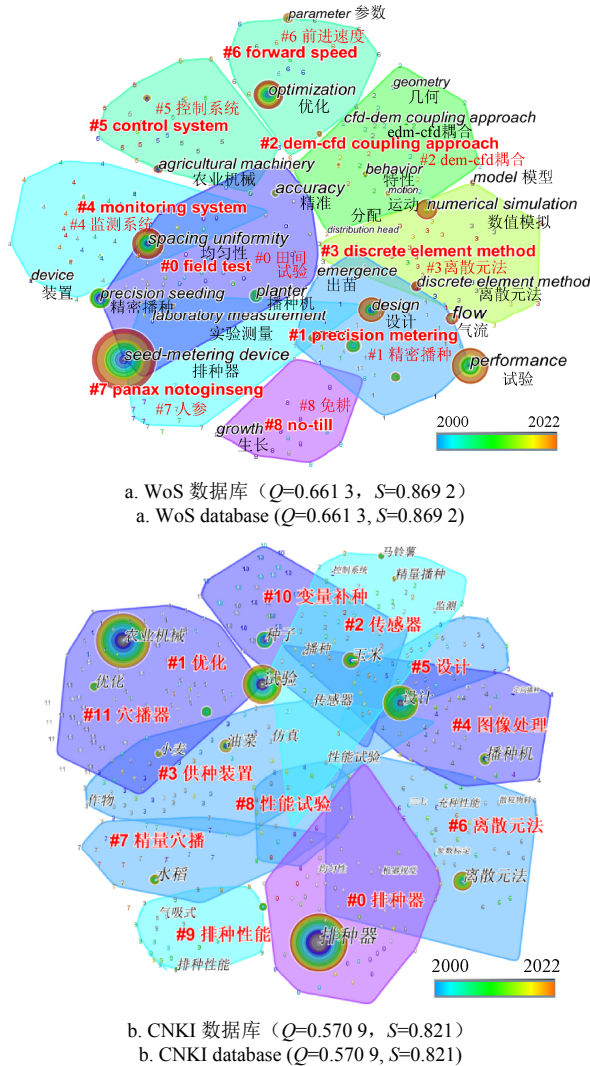 parameter 参数
#6 前进速度
#6 forward speed
optimization
优化
geometry
几何
#5 控制系统
#5 control system
cfd-dem coupling approach
edm-cfd耦合
#2 dem-cfd coupling approach
#2 dem-cfd耦合
agricultural machinery
农业机械
behavior
特性
model 模型
accuracy
精准
motion
运动
#4 monitoring system
#4 监测系统
分配
numerical simulation
数值模拟
distribution head
spacing uniformity
均匀性
#0 田间
试验
#0 field test
#3 discrete element method
#3离散元法
device
装置
emergence
出苗
discrete element method
离散元法
precision seeding
精密播种
planter
播种机
design
设计
flow
气流
laboratory measurement
实验测量
#1 precision metering
#1 精密播种
seed-metering device
排种器
performance
试验
#7 panax notoginseng
#7人参
#8 免耕
#8 no-till
growth
生长
2000 2022
a. WoS 数据库（Q=0.661 3，S=0.869 2）
a. WoS database (Q=0.661 3, S=0.869 2)
马铃薯
控制系统
精量播种
#10 变量补种
监测
#2 传感器
农业机械
种子
播种
玉米
#1 优化
#5 设计
优化
试验
传感器
设计
#11 穴播器
#4 图像处理
油菜
仿真
小麦
性能试验
播种机
#3 供种装置
作物
#8 性能试验
充种性能
#6 离散元法
#7 精量穴播
水稻
均匀性
离散元法
#0 排种器
气吸式
#9 排种性能
排种器
排种性能
2000 2022
b. CNKI 数据库（Q=0.570 9，S=0.821）
b. CNKI database (Q=0.570 9, S=0.821)